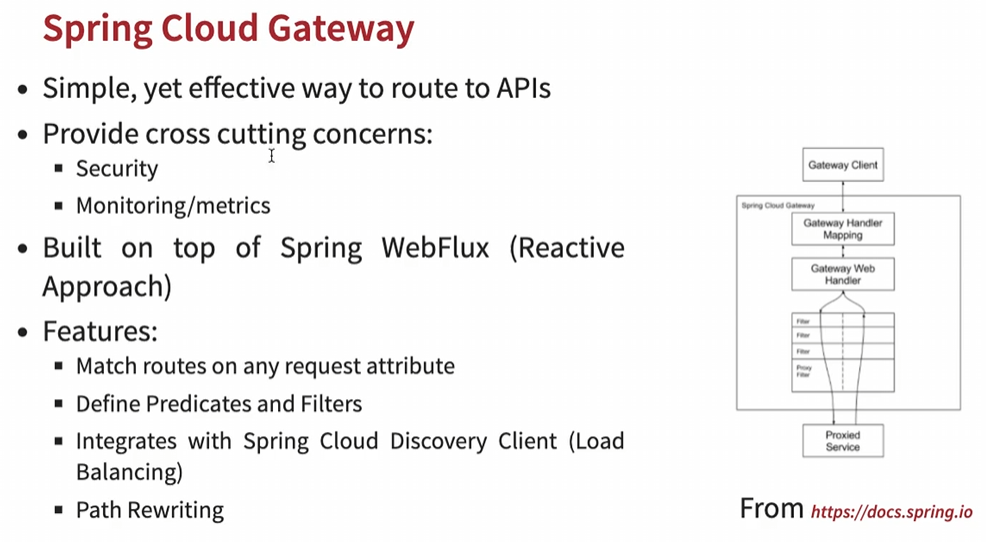 Spring Cloud Gateway
• Simple, yet effective way to route to APIs
• Provide cross cutting concerns:
▪ Security
▪ Monitoring/metrics
• Built on top of Spring WebFlux (Reactive
Approach)
• Features:
▪ Match routes on any request attribute
▪ Define Predicates and Filters
▪ Integrates with Spring Cloud Discovery Client (Load
Balancing)
▪ Path Rewriting
Gateway Client
Spring Cloud Gateway
Gateway Handler
Mapping
Gateway Web
Handler
Filter
Filter
Filter
Proxy
Filter
Proxied
Service
From https://docs.spring.io